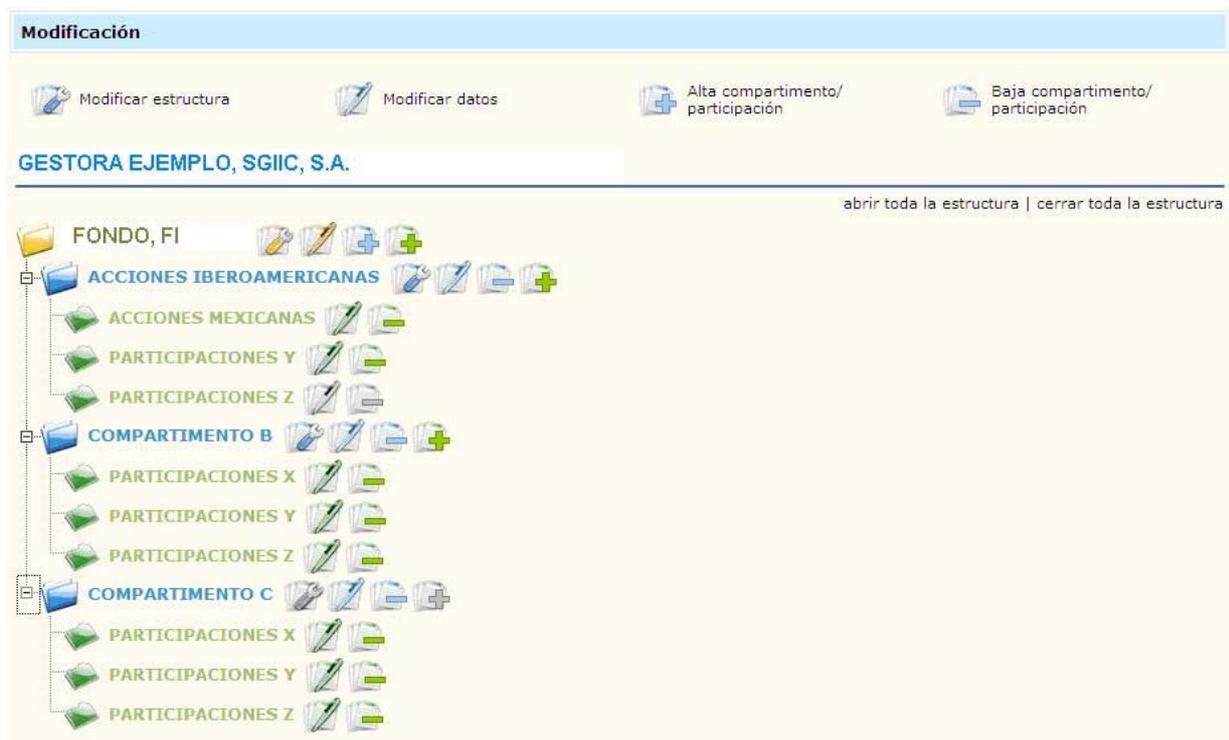 Modificación
Modificar estructura
Modificar datos
Alta compartimento/
participación
Baja compartimento/
participación
GESTORA EJEMPLO, SGIIC, S.A.
abrir toda la estructura | cerrar toda la estructura
FONDO, FI
ACCIONES IBEROAMERICANAS
ACCIONES MEXICANAS
PARTICIPACIONES Y
PARTICIPACIONES Z
COMPARTIMENTO B
PARTICIPACIONES X
PARTICIPACIONES Y
PARTICIPACIONES Z
COMPARTIMENTO C
PARTICIPACIONES X
PARTICIPACIONES Y
PARTICIPACIONES Z